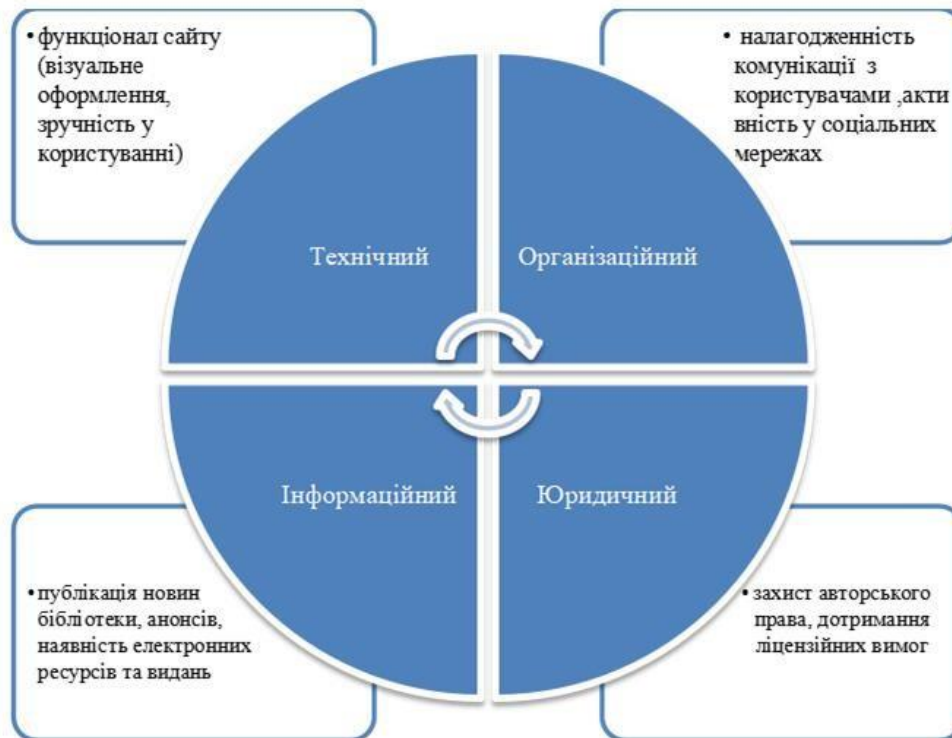 • функціонал сайту
(візуальне
оформлення,
зручність у
користуванні)
• налагодженність
комунікації з
користувачами ,акти
вність у соціальних
мережах
Технічний
Організаційний
Інформаційний
Юридичний
•публікація новин
бібліотеки, анонсів,
наявність електронних
ресурсів та видань
• захист авторського
права, дотримання
ліцензійних вимог